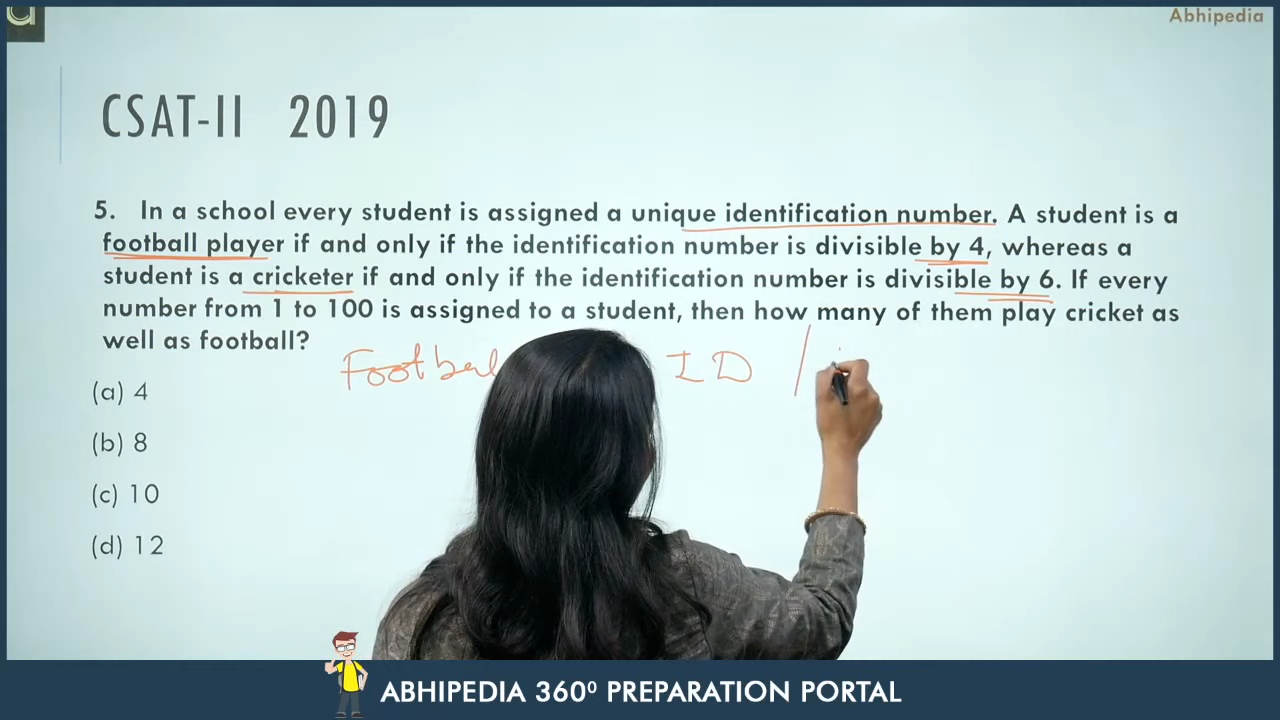 Abhipedia
CSAT-II 2019
5. In a school every student is assigned a unique identification number. A student is a
football player if and only if the identification number is divisible by 4, whereas a
student is a cricketer if and only if the identification number is divisible by 6. If every
number from 1 to 100 is assigned to a student, then how many of them play cricket as
well as football?
Football ID /
(a) 4
(b) 8
(c) 10
(d) 12
ABHIPEDIA 360⁰ PREPARATION PORTAL